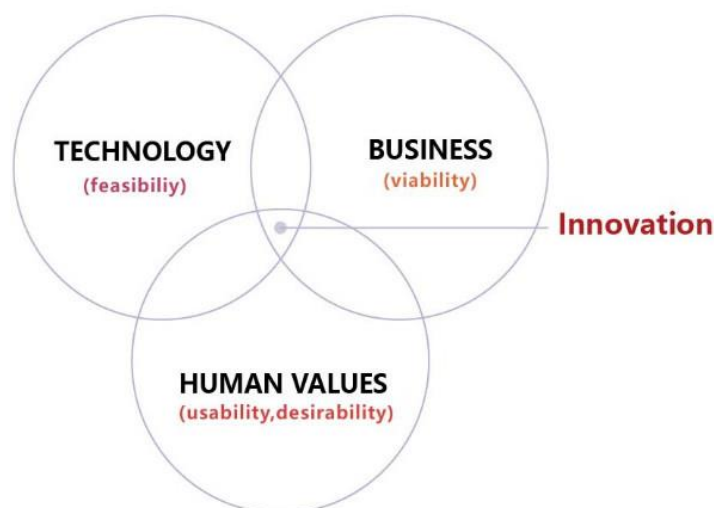 TECHNOLOGY
(feasibiliy)
BUSINESS
(viability)
Innovation
HUMAN VALUES
(usability,desirability)